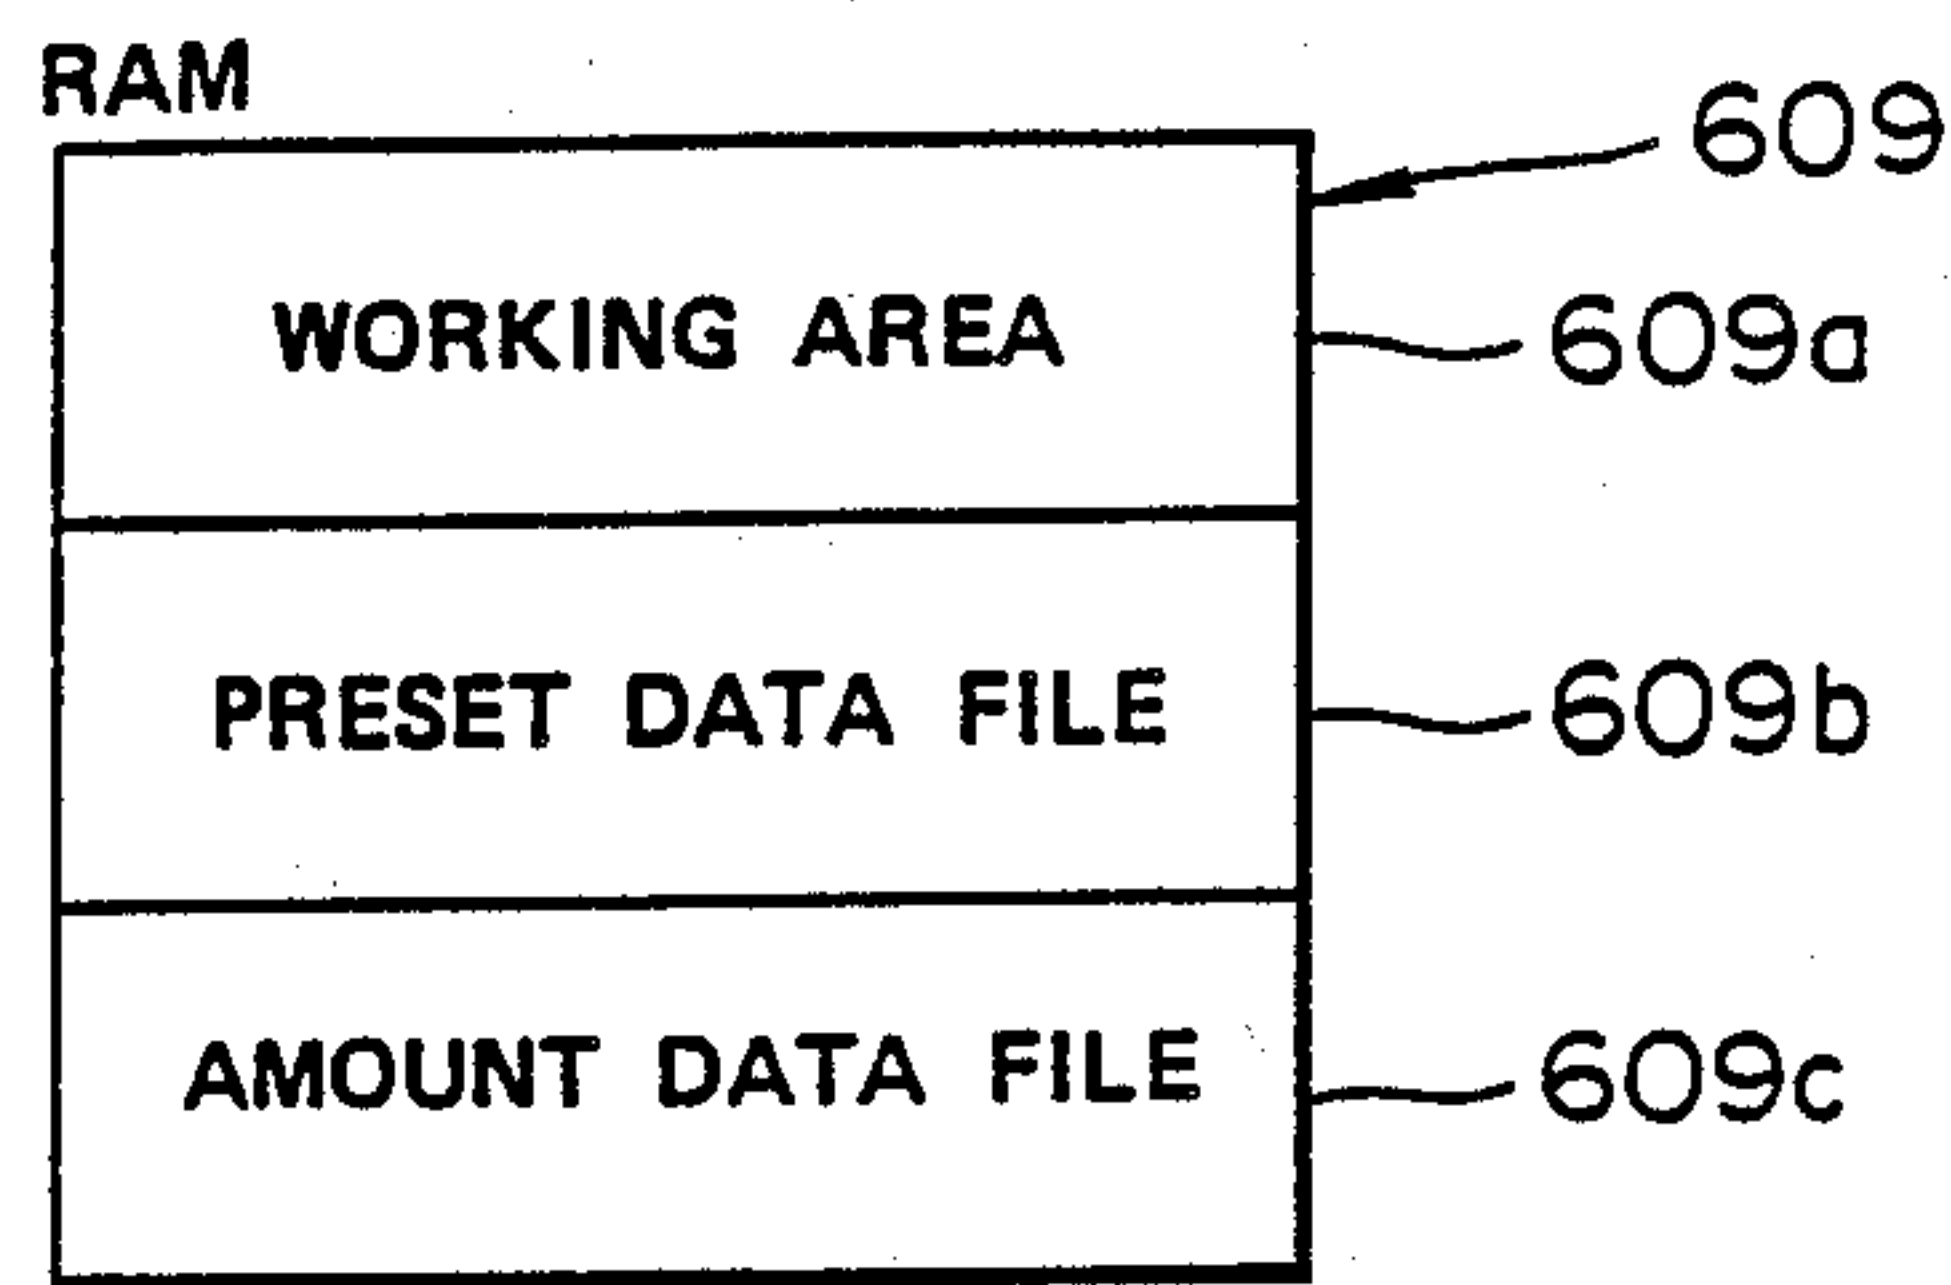 RAM
609
WORKING AREA 609a
PRESET DATA FILE 609b
AMOUNT DATA FILE 609c